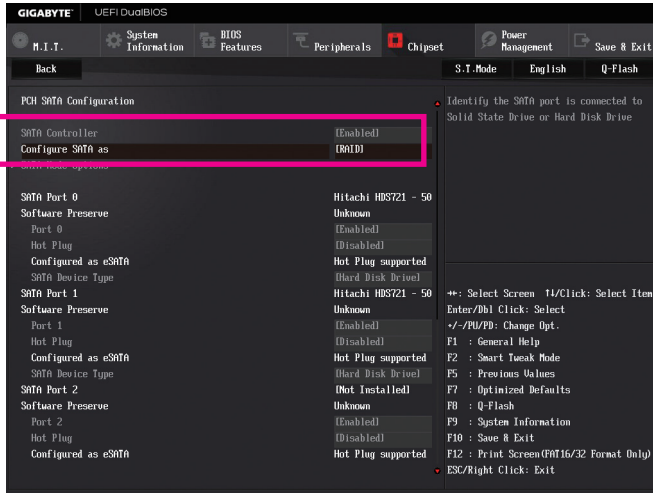 GIGABYTE™ UEFI DualBIOS
M.I.T. System Information BIOS Features Peripherals Chipset Power Management Save & Exit
Back S.T.Mode English Q-Flash
PCH SATA Configuration
Identify the SATA port is connected to
Solid State Drive or Hard Disk Drive
SATA Controller [Enabled]
Configure SATA as [RAID]
SATA Mode options
SATA Port 0 Hitachi HDS721 - 50
Software Preserve Unknown
Port 0 [Enabled]
Hot Plug [Disabled]
Configured as eSATA Hot Plug supported
SATA Device Type [Hard Disk Drive]
SATA Port 1 Hitachi HDS721 - 50
Software Preserve Unknown
Port 1 [Enabled]
Hot Plug [Disabled]
Configured as eSATA Hot Plug supported
SATA Device Type [Hard Disk Drive]
SATA Port 2 [Not Installed]
Software Preserve Unknown
Port 2 [Enabled]
Hot Plug [Disabled]
Configured as eSATA Hot Plug supported
→←: Select Screen ↑↓/Click: Select Item
Enter/Dbl Click: Select
+/-/PU/PD: Change Opt.
F1 : General Help
F2 : Smart Tweak Mode
F5 : Previous Values
F7 : Optimized Defaults
F8 : Q-Flash
F9 : System Information
F10 : Save & Exit
F12 : Print Screen(FAT16/32 Format Only)
ESC/Right Click: Exit